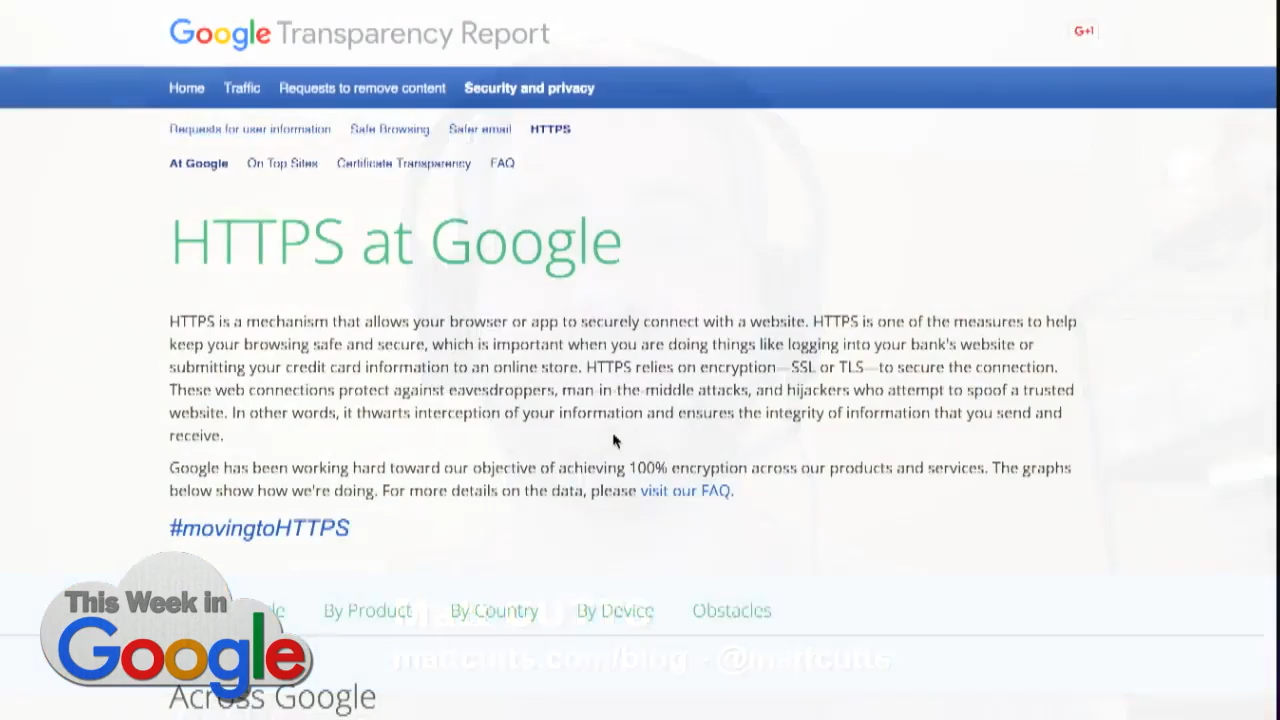 Google Transparency Report
G+1
Home Traffic Requests to remove content Security and privacy
Requests for user information Safe Browsing Safer email HTTPS
At Google On Top Sites Certificate Transparency FAQ
HTTPS at Google
HTTPS is a mechanism that allows your browser or app to securely connect with a website. HTTPS is one of the measures to help
keep your browsing safe and secure, which is important when you are doing things like logging into your bank's website or
submitting your credit card information to an online store. HTTPS relies on encryption—SSL or TLS—to secure the connection.
These web connections protect against eavesdroppers, man-in-the-middle attacks, and hijackers who attempt to spoof a trusted
website. In other words, it thwarts interception of your information and ensures the integrity of information that you send and
receive.
Google has been working hard toward our objective of achieving 100% encryption across our products and services. The graphs
below show how we're doing. For more details on the data, please visit our FAQ.
#movingtoHTTPS
By Product By Country By Device Obstacles
This Week in
Google
mattcutts.com/blog · @mattcutts
Across Google